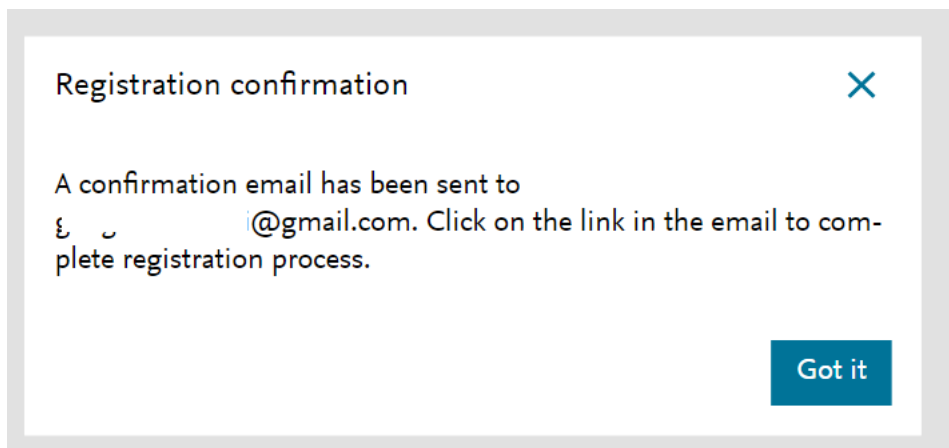 Registration confirmation
A confirmation email has been sent to
@gmail.com. Click on the link in the email to com-
plete registration process.
Got it